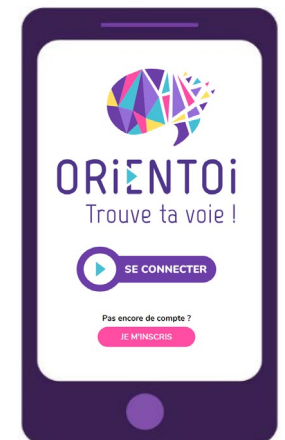 ORiENTOi
Trouve ta voie !
SE CONNECTER
Pas encore de compte ?
JE M'INSCRIS